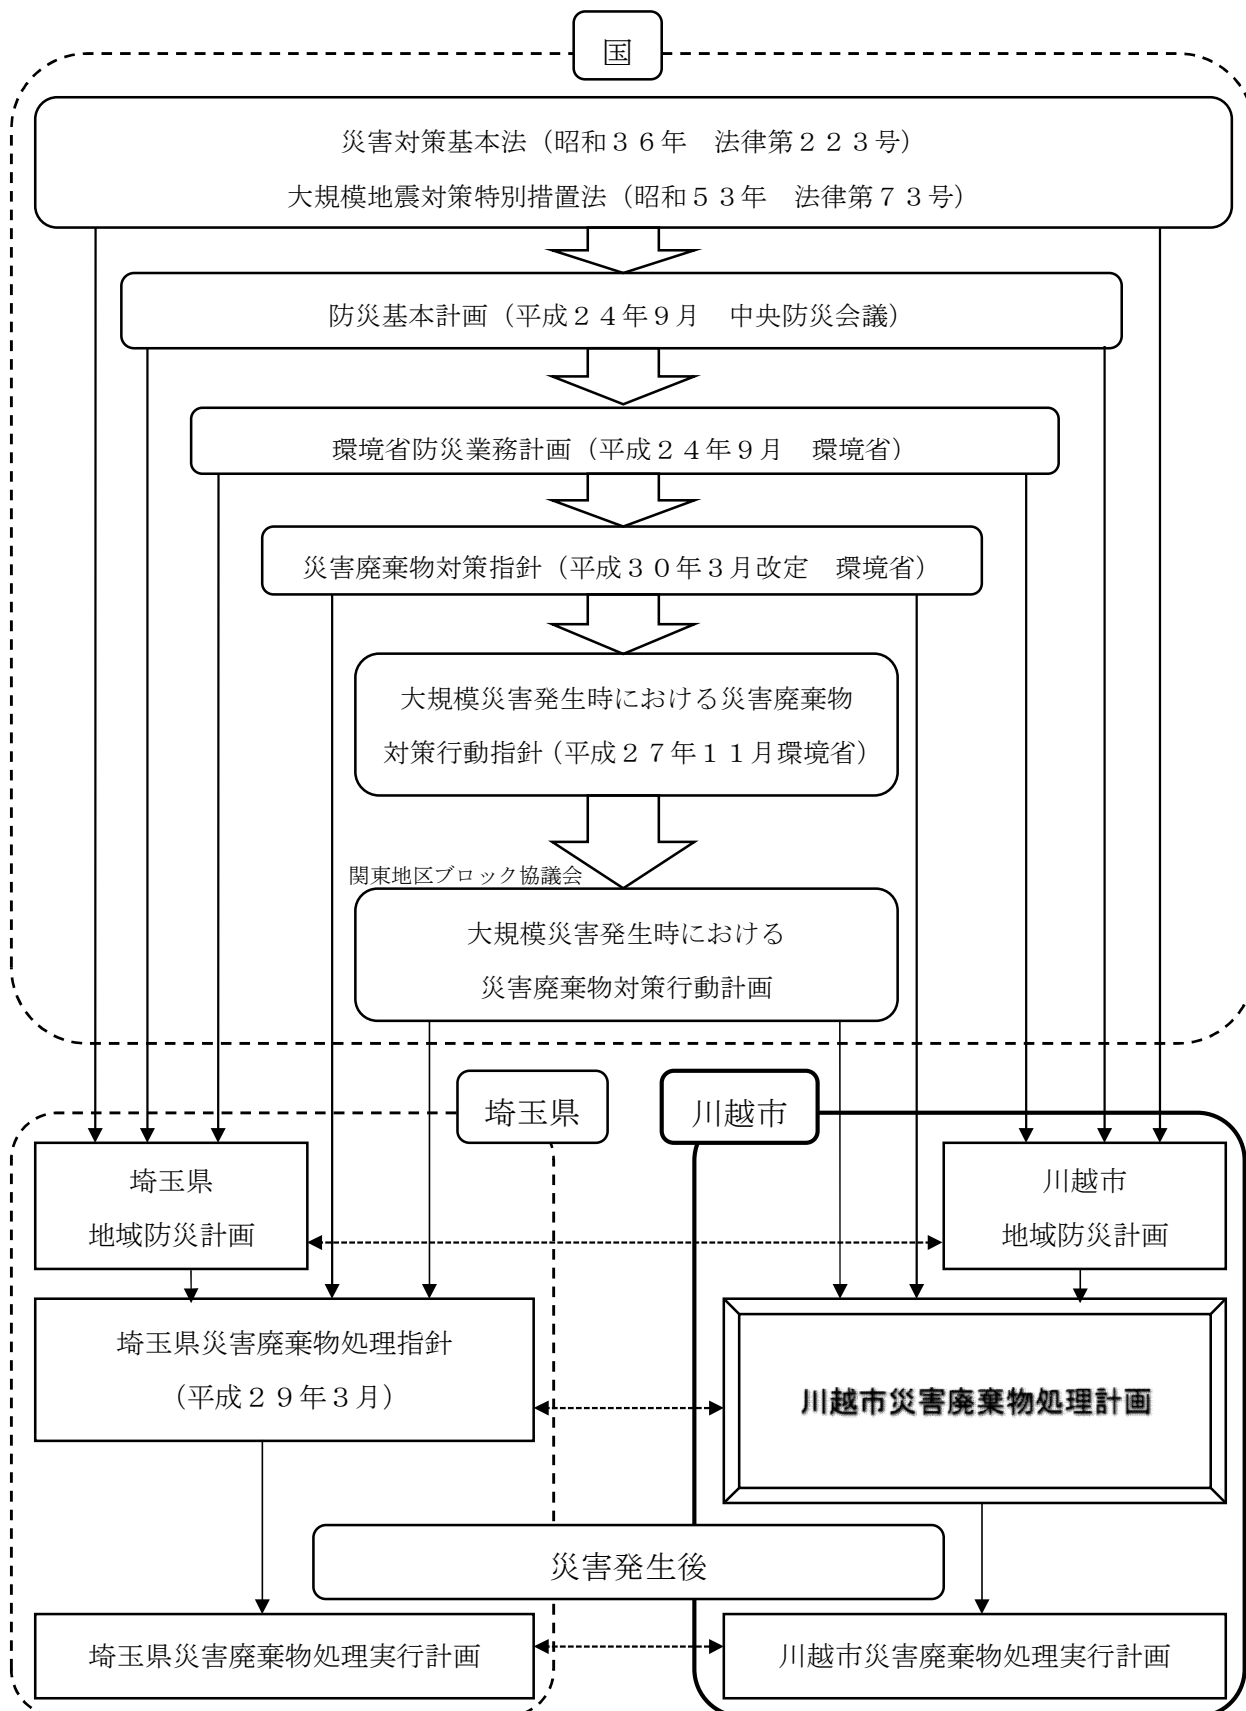 国
災害対策基本法（昭和３６年　法律第２２３号）
大規模地震対策特別措置法（昭和５３年　法律第７３号）
防災基本計画（平成２４年９月　中央防災会議）
環境省防災業務計画（平成２４年９月　環境省）
災害廃棄物対策指針（平成３０年３月改定　環境省）
大規模災害発生時における災害廃棄物
対策行動指針（平成２７年１１月環境省）
関東地区ブロック協議会
大規模災害発生時における
災害廃棄物対策行動計画
埼玉県
川越市
埼玉県
地域防災計画
川越市
地域防災計画
埼玉県災害廃棄物処理指針
（平成２９年３月）
川越市災害廃棄物処理計画
災害発生後
埼玉県災害廃棄物処理実行計画
川越市災害廃棄物処理実行計画